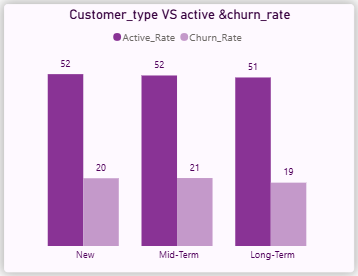 Customer_type VS active &churn_rate
Active_Rate Churn_Rate
52 20 52 21 51 19
New Mid-Term Long-Term